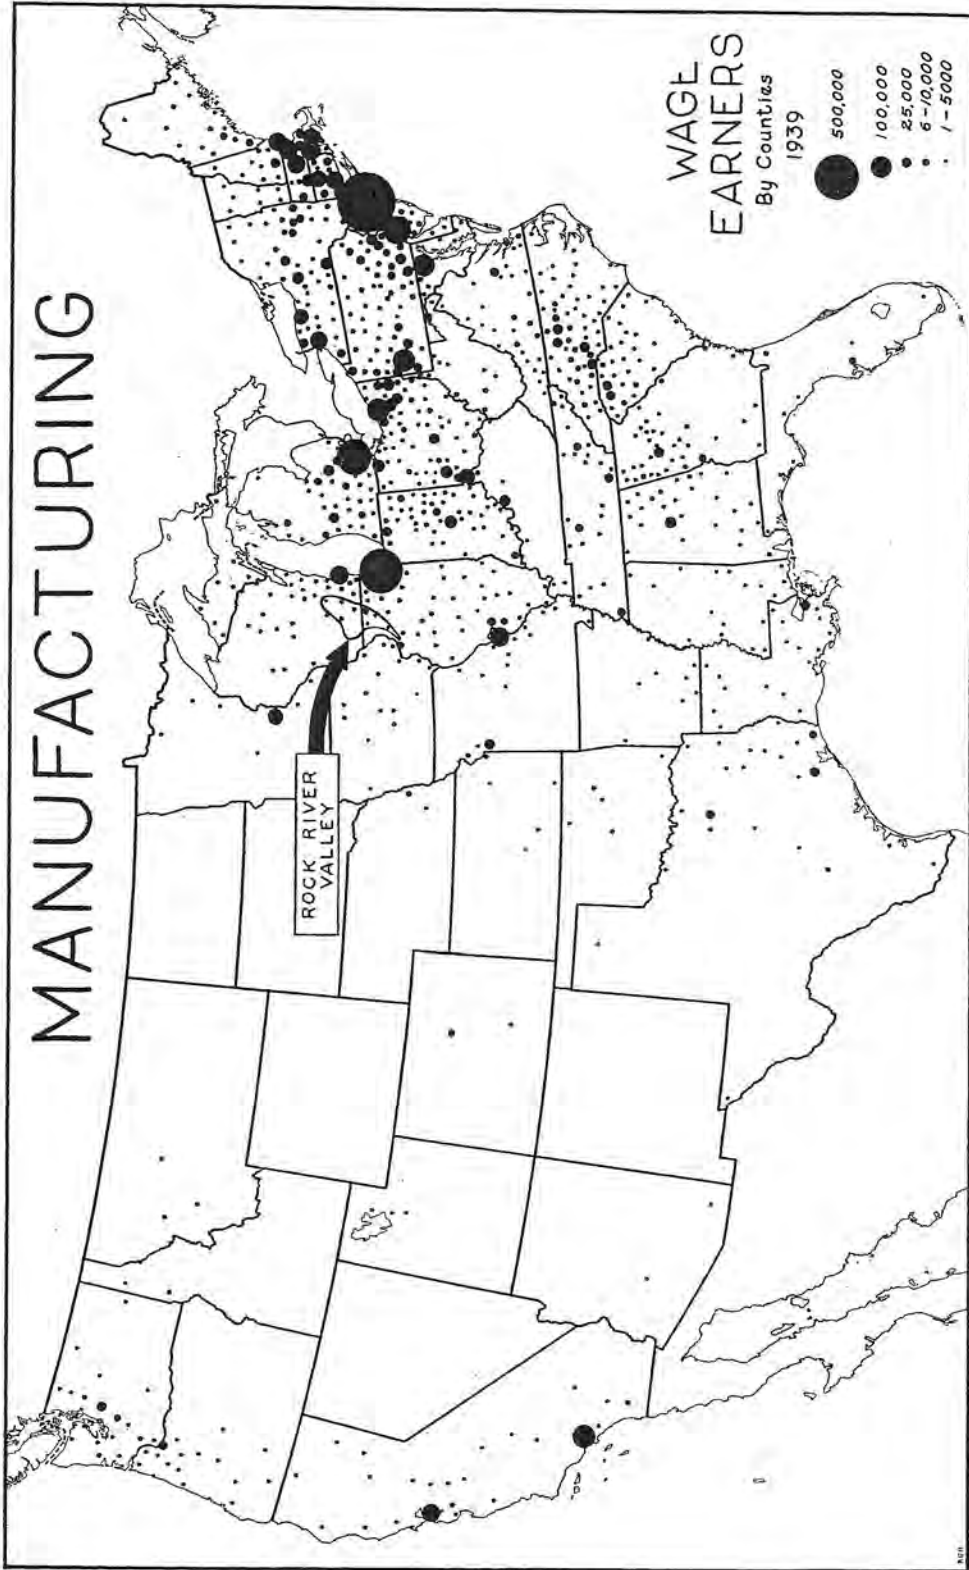 MANUFACTURING
ROCK RIVER
VALLEY
WAGE
EARNERS
By Counties
1939
500,000
100,000
25,000
6-10,000
1-5000